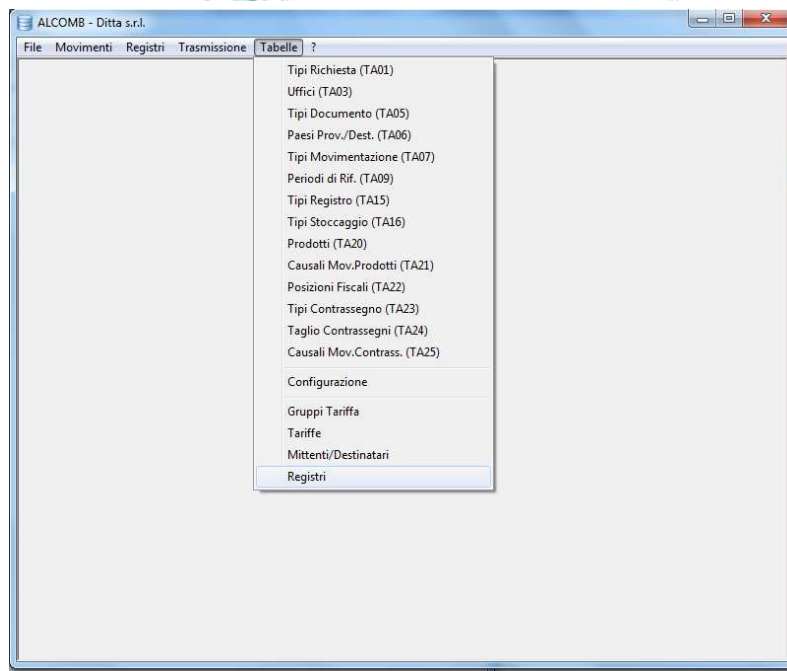 ALCOMB - Ditta s.r.l.
File Movimenti Registri Trasmissione Tabelle ?
Tipi Richiesta (TA01)
Uffici (TA03)
Tipi Documento (TA05)
Paesi Prov./Dest. (TA06)
Tipi Movimentazione (TA07)
Periodi di Rif. (TA09)
Tipi Registro (TA15)
Tipi Stoccaggio (TA16)
Prodotti (TA20)
Causali Mov.Prodotti (TA21)
Posizioni Fiscali (TA22)
Tipi Contrassegno (TA23)
Taglio Contrassegni (TA24)
Causali Mov.Contrass. (TA25)
Configurazione
Gruppi Tariffa
Tariffe
Mittenti/Destinatari
Registri